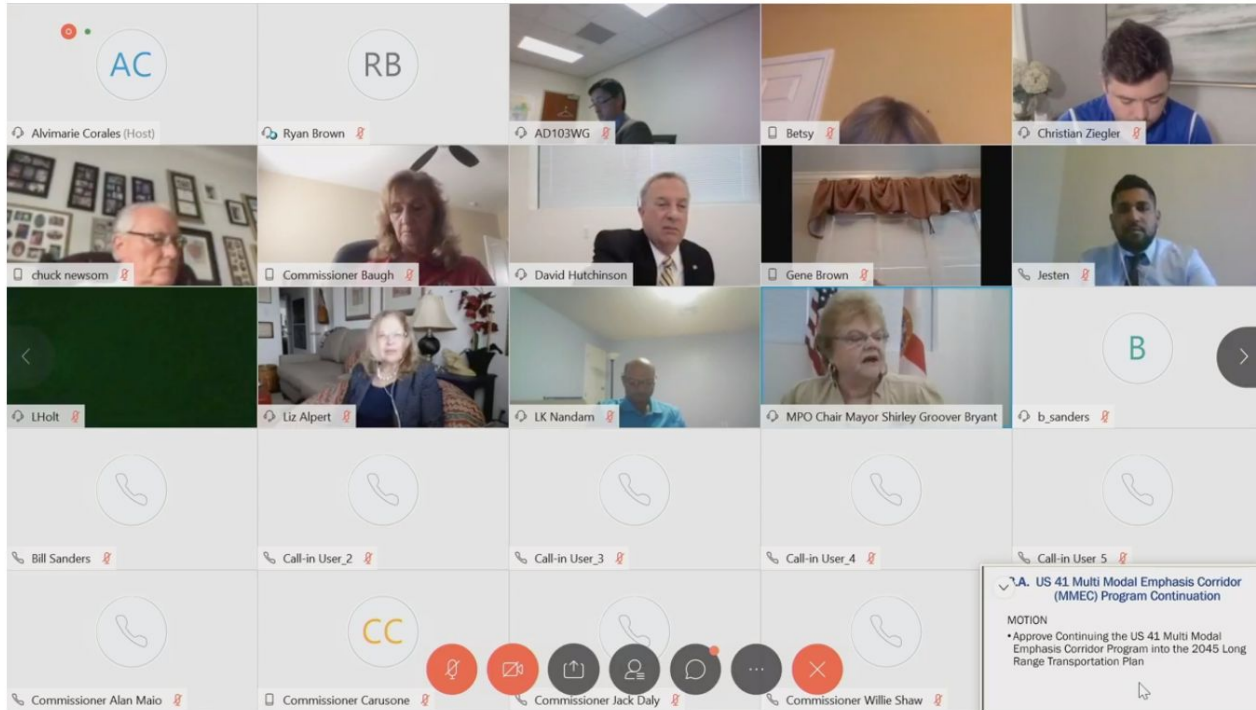 AC
RB
Alvimarie Corales (Host)
Ryan Brown
AD103WG
Betsy
Christian Ziegler
chuck newsom
Commissioner Baugh
David Hutchinson
Gene Brown
Jesten
B
LHolt
Liz Alpert
LK Nandam
MPO Chair Mayor Shirley Groover Bryant
b_sanders
Bill Sanders
Call-in User_2
Call-in User_3
Call-in User_4
Call-in User 5
.A. US 41 Multi Modal Emphasis Corridor
(MMEC) Program Continuation
MOTION
• Approve Continuing the US 41 Multi Modal
Emphasis Corridor Program into the 2045 Long
Range Transportation Plan
CC
Commissioner Alan Maio
Commissioner Carusone
Commissioner Jack Daly
Commissioner Willie Shaw